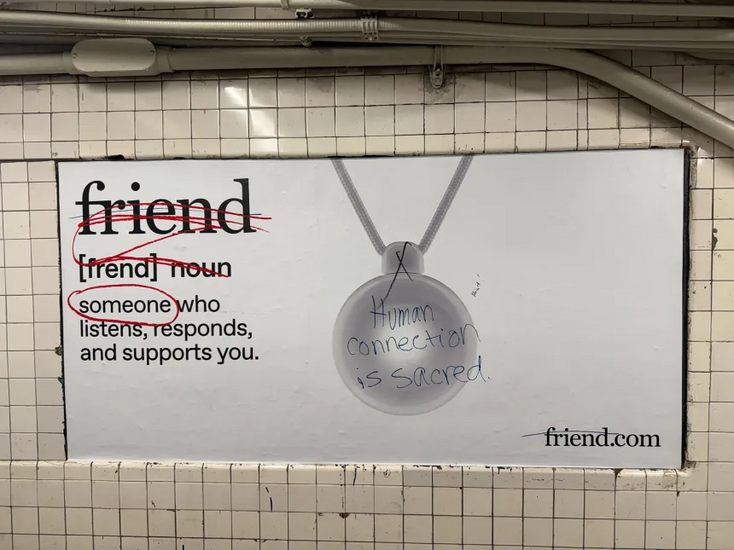 friend
[frend] noun
someone who
listens, responds,
and supports you.
Human
connection
is sacred.
friend.com